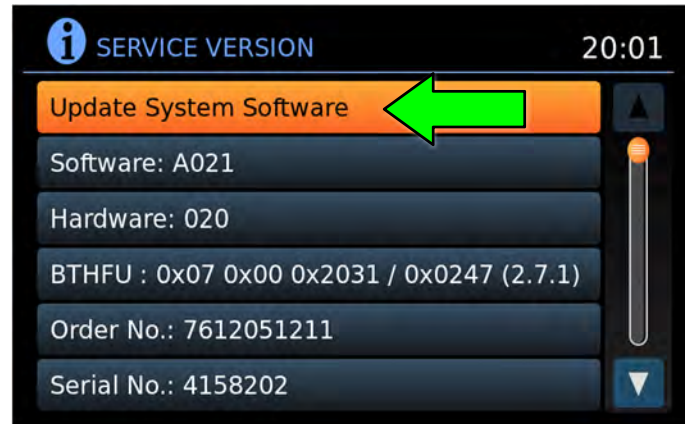 SERVICE VERSION 20:01
Update System Software
Software: A021
Hardware: 020
BTHFU : 0x07 0x00 0x2031 / 0x0247 (2.7.1)
Order No.: 7612051211
Serial No.: 4158202